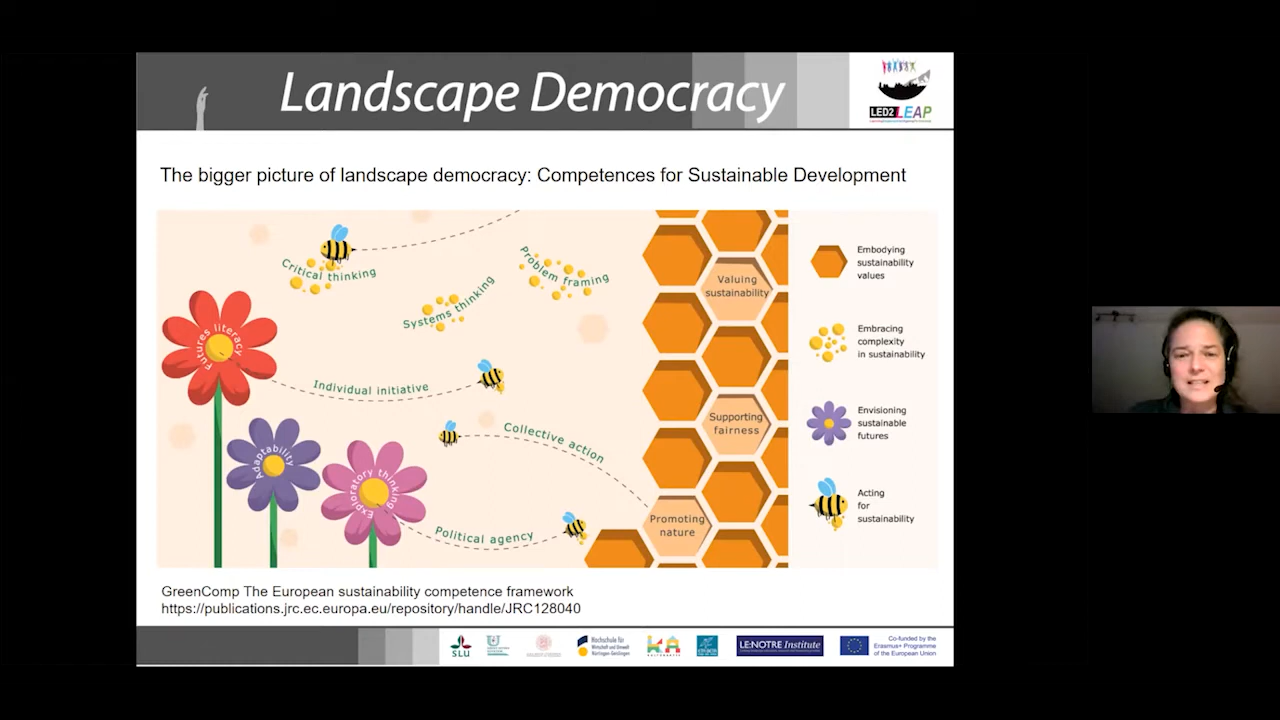 Landscape Democracy
LED2 LEAP
The bigger picture of landscape democracy: Competences for Sustainable Development
Critical thinking
Systems thinking
Problem framing
Futures literacy
Individual initiative
Adaptability
Collective action
Exploratory thinking
Political agency
Valuing
sustainability
Supporting
fairness
Promoting
nature
Embodying
sustainability
values
Embracing
complexity
in sustainability
Envisioning
sustainable
futures
Acting
for
sustainability
GreenComp The European sustainability competence framework
https://publications.jrc.ec.europa.eu/repository/handle/JRC128040
SLU
Hochschule für
Wirtschaft und Umwelt
Nürtingen-Geislingen
LE:NOTRE Institute
Co-funded by the
Erasmus+ Programme
of the European Union